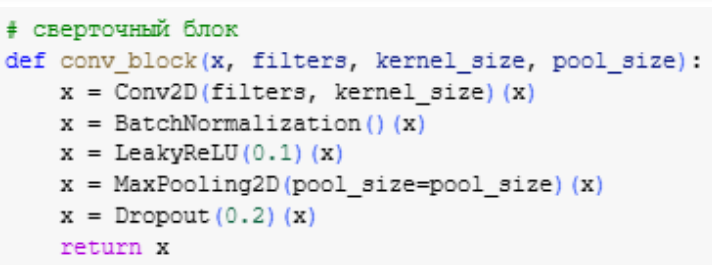 # сверточный блок
def conv_block(x, filters, kernel_size, pool_size):
    x = Conv2D(filters, kernel_size)(x)
    x = BatchNormalization()(x)
    x = LeakyReLU(0.1)(x)
    x = MaxPooling2D(pool_size=pool_size)(x)
    x = Dropout(0.2)(x)
    return x